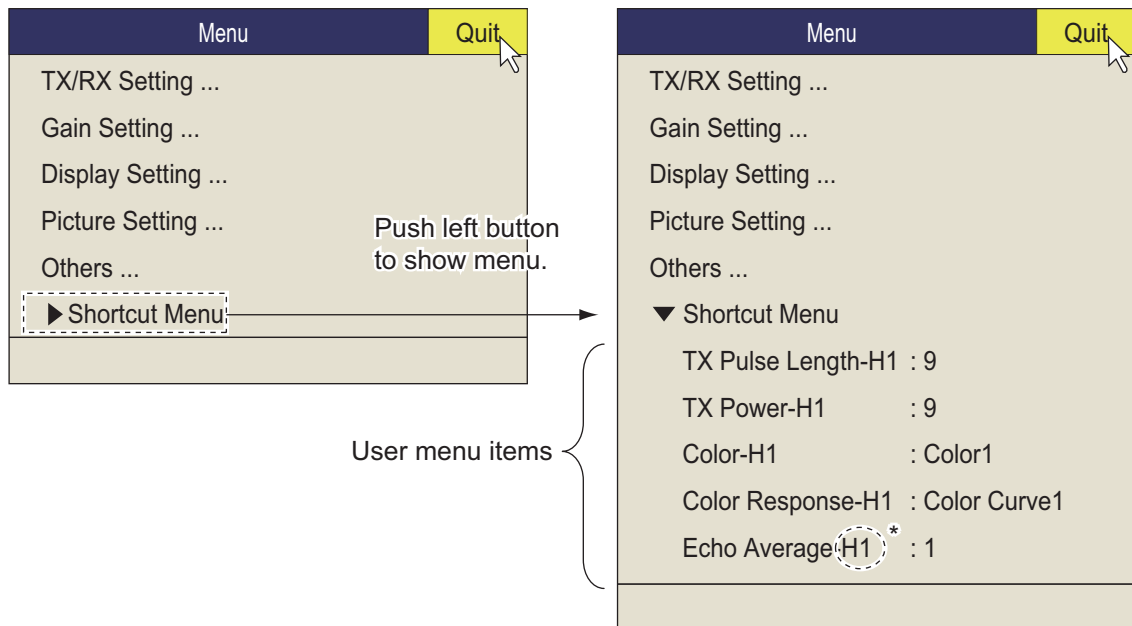 Menu
Quit
TX/RX Setting ...
Gain Setting ...
Display Setting ...
Picture Setting ...
Others ...
▶ Shortcut Menu
Push left button
to show menu.
User menu items
Menu
Quit
TX/RX Setting ...
Gain Setting ...
Display Setting ...
Picture Setting ...
Others ...
▼ Shortcut Menu
TX Pulse Length-H1 : 9
TX Power-H1 : 9
Color-H1 : Color1
Color Response-H1 : Color Curve1
Echo Average-H1 * : 1